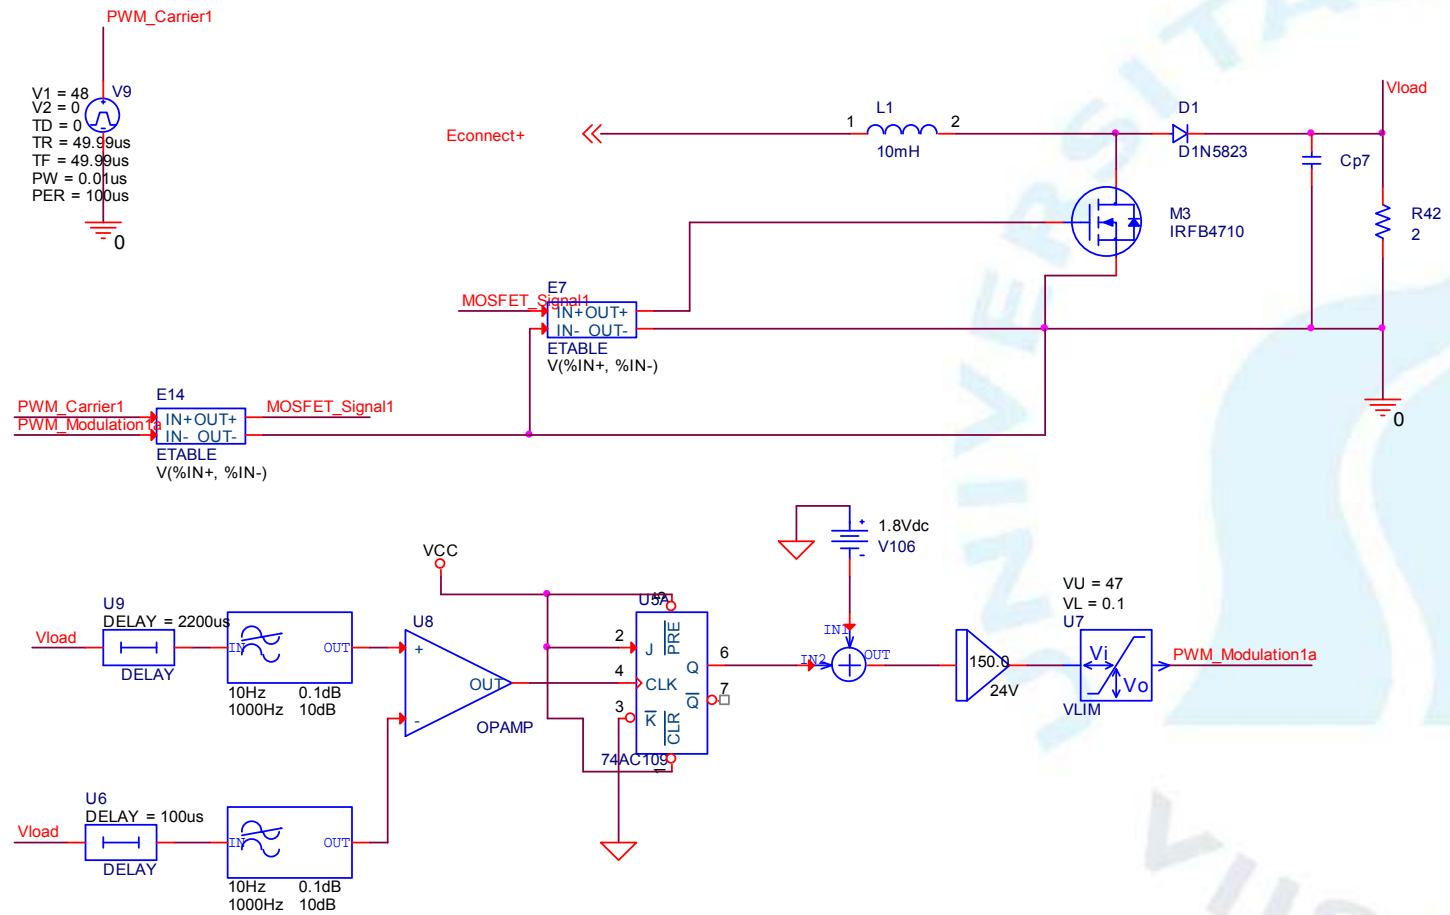 PWM_Carrier1
V1 = 48
V9
V2 = 0
TD = 0
TR = 49.99us
TF = 49.99us
PW = 0.01us
PER = 100us
0
Econnect+
1
L1
2
10mH
D1
D1N5823
Vload
Cp7
R42
2
M3
IRFB4710
0
E7
MOSFET_Signal1
IN+OUT+
IN- OUT-
ETABLE
V(%IN+, %IN-)
E14
PWM_Carrier1
MOSFET_Signal1
PWM_Modulation1a
IN+OUT+
IN- OUT-
ETABLE
V(%IN+, %IN-)
1.8Vdc
V106
VCC
U9
DELAY = 2200us
Vload
DELAY
IN
OUT
10Hz 0.1dB
1000Hz 10dB
U8
+
-
OUT
OPAMP
U5A
2
J
PRE
4
CLK
3
K
CLR
Q
6
Q
7
1
74AC109
IN1
IN2
OUT
150.0
24V
VU = 47
VL = 0.1
U7
Vi
Vo
VLIM
PWM_Modulation1a
U6
DELAY = 100us
Vload
DELAY
IN
OUT
10Hz 0.1dB
1000Hz 10dB
UNIVERSITA